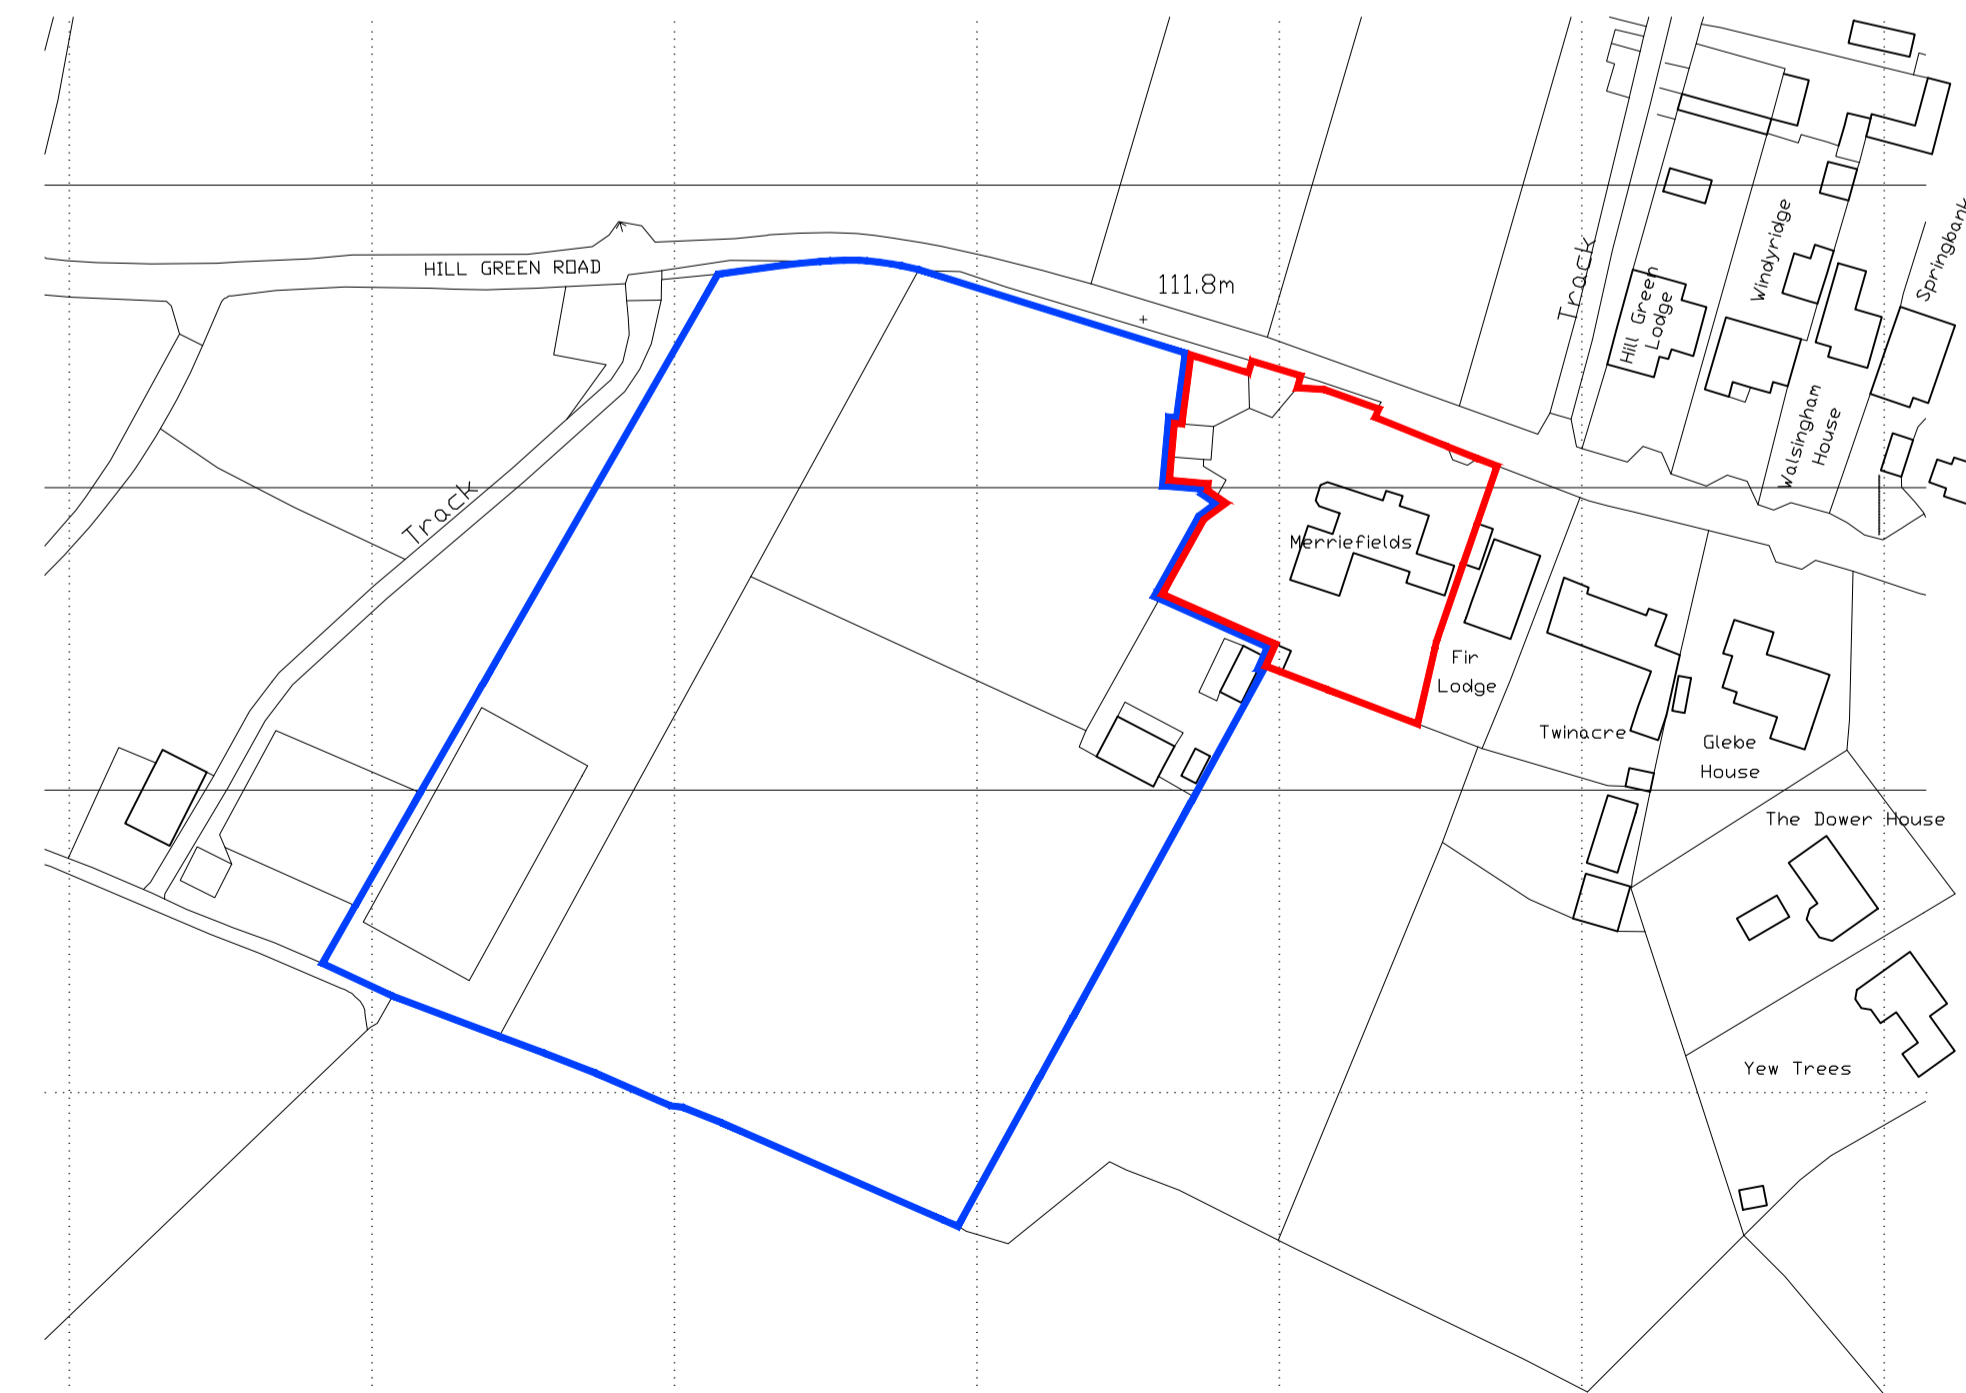 HILL GREEN ROAD
111.8m
Track
Hill Green
Lodge
Windyridge
Springbank
Walsingham
House
Track
Merriefields
Fir
Lodge
Twinacre
Glebe
House
The Dower House
Yew Trees